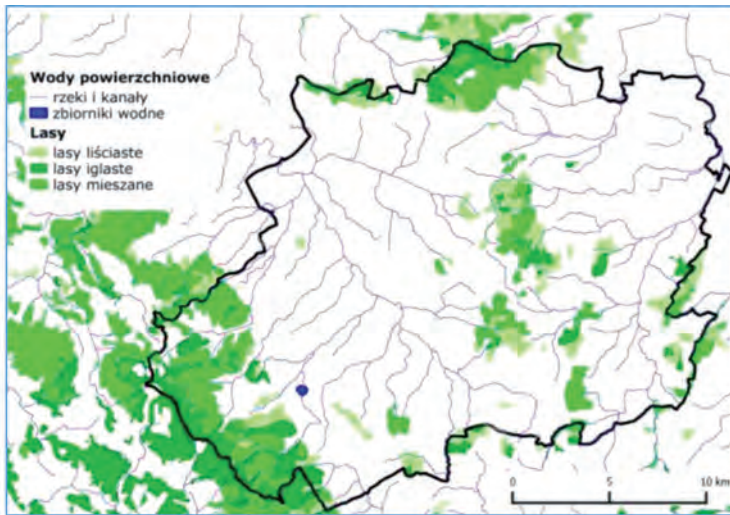 Wody powierzchniowe
rzeki i kanały
zbiorniki wodne
Lasy
lasy liściaste
lasy iglaste
lasy mieszane
0 5 10 km